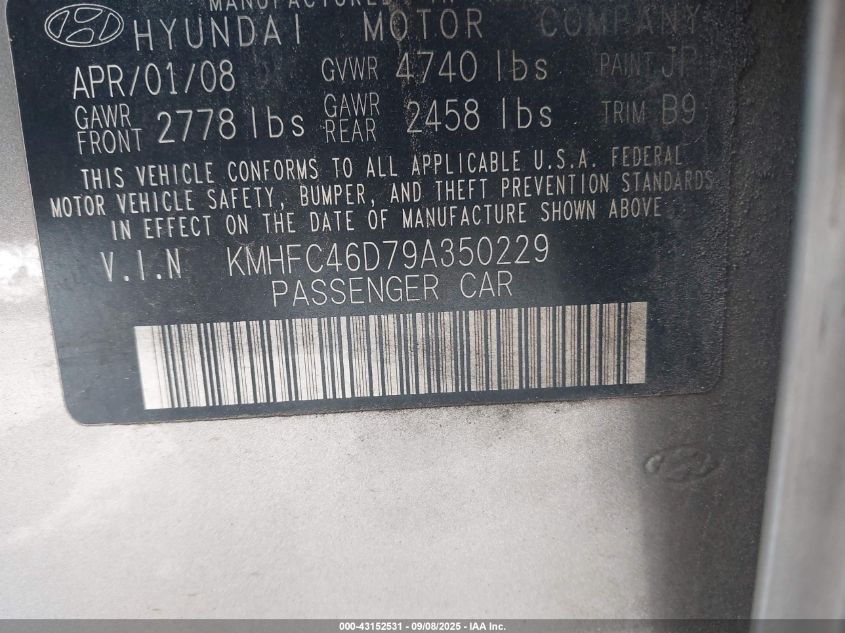 MANUFACTURED
HYUNDAI MOTOR COMPANY
APR/01/08 GVWR 4740 lbs PAINT JP
GAWR FRONT 2778 lbs GAWR REAR 2458 lbs TRIM B9
THIS VEHICLE CONFORMS TO ALL APPLICABLE U.S.A. FEDERAL
MOTOR VEHICLE SAFETY, BUMPER, AND THEFT PREVENTION STANDARDS
IN EFFECT ON THE DATE OF MANUFACTURE SHOWN ABOVE
V.I.N KMHFC46D79A350229
PASSENGER CAR
000-43152531 - 09/08/2025 - IAA Inc.